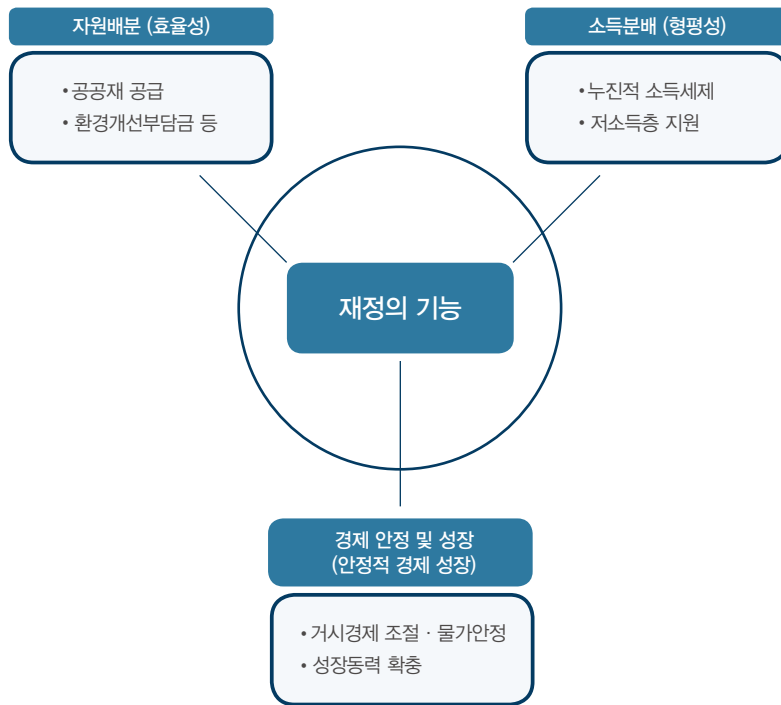 자원배분 (효율성)
• 공공재 공급
• 환경개선부담금 등
소득분배 (형평성)
• 누진적 소득세제
• 저소득층 지원
재정의 기능
경제 안정 및 성장
(안정적 경제 성장)
• 거시경제 조절 · 물가안정
• 성장동력 확충